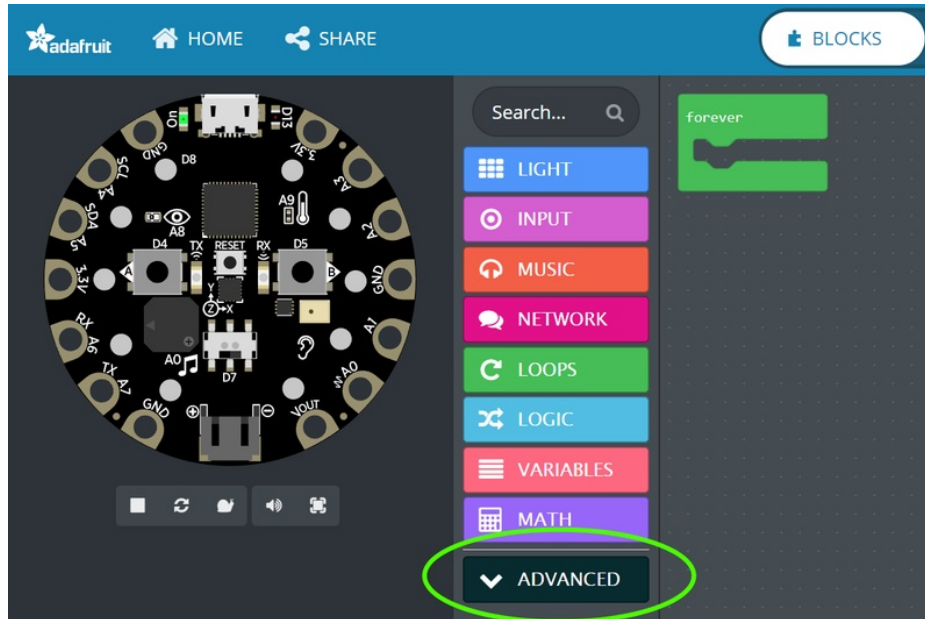 adafruit
HOME
SHARE
BLOCKS
Search...
LIGHT
INPUT
MUSIC
NETWORK
LOOPS
LOGIC
VARIABLES
MATH
ADVANCED
forever
On
D13
GND
3.3V
D8
SCL A4
A3
SDA A5
A2
A8
A9
D4
TX
RESET
RX
D5
A
B
3.3V
GND
Y
Z
X
RX A6
A1
A0
D7
TX A7
A0
GND
VOUT